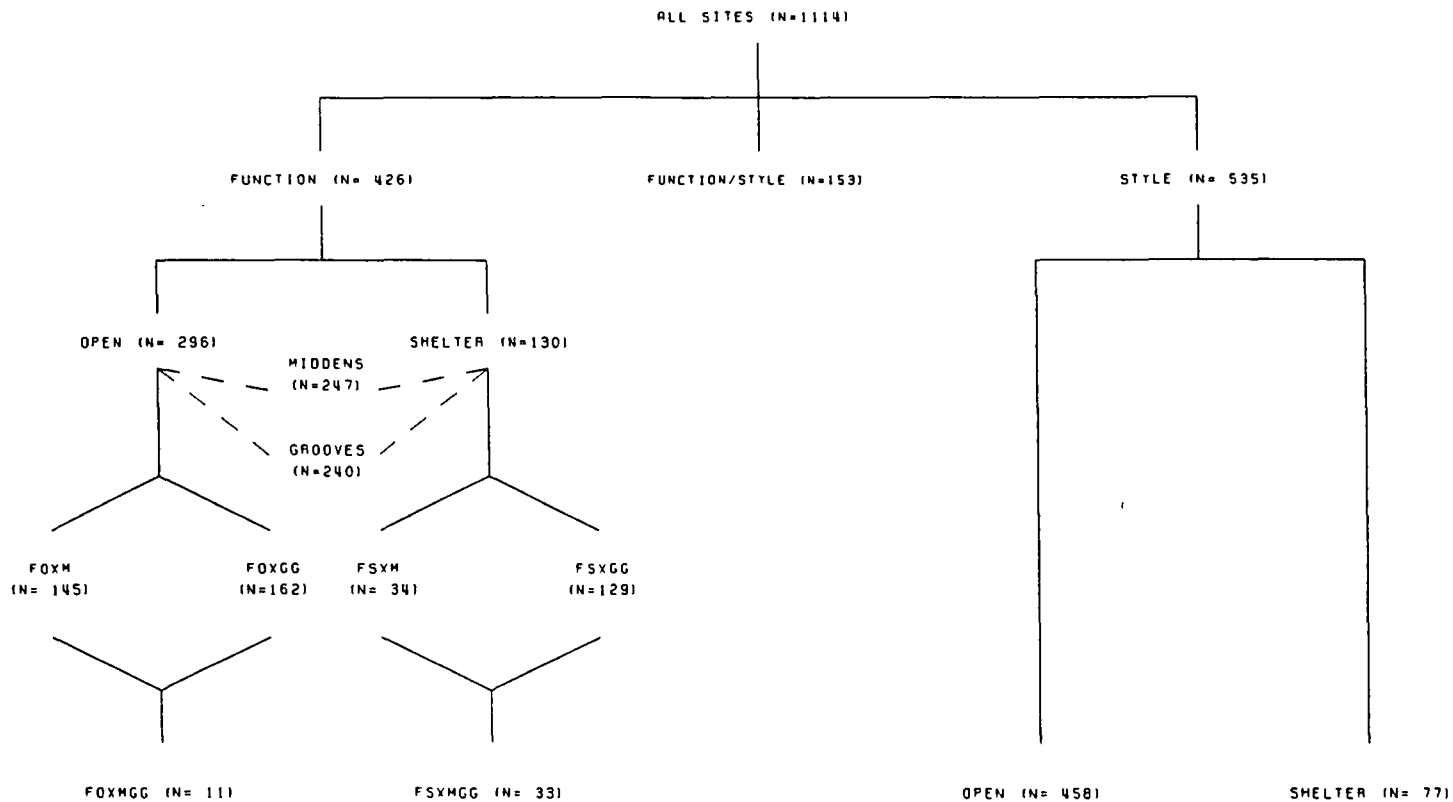 ALL SITES (N=1114)
FUNCTION (N= 426)
FUNCTION/STYLE (N=153)
STYLE (N= 535)
OPEN (N= 296)
SHELTER (N=130)
MIDDENS
(N=247)
GROOVES
(N=240)
FOXM
(N= 145)
FOXGG
(N=162)
FSXM
(N= 34)
FSXGG
(N=129)
FOXMGG (N= 11)
FSXMGG (N= 33)
OPEN (N= 458)
SHELTER (N= 77)